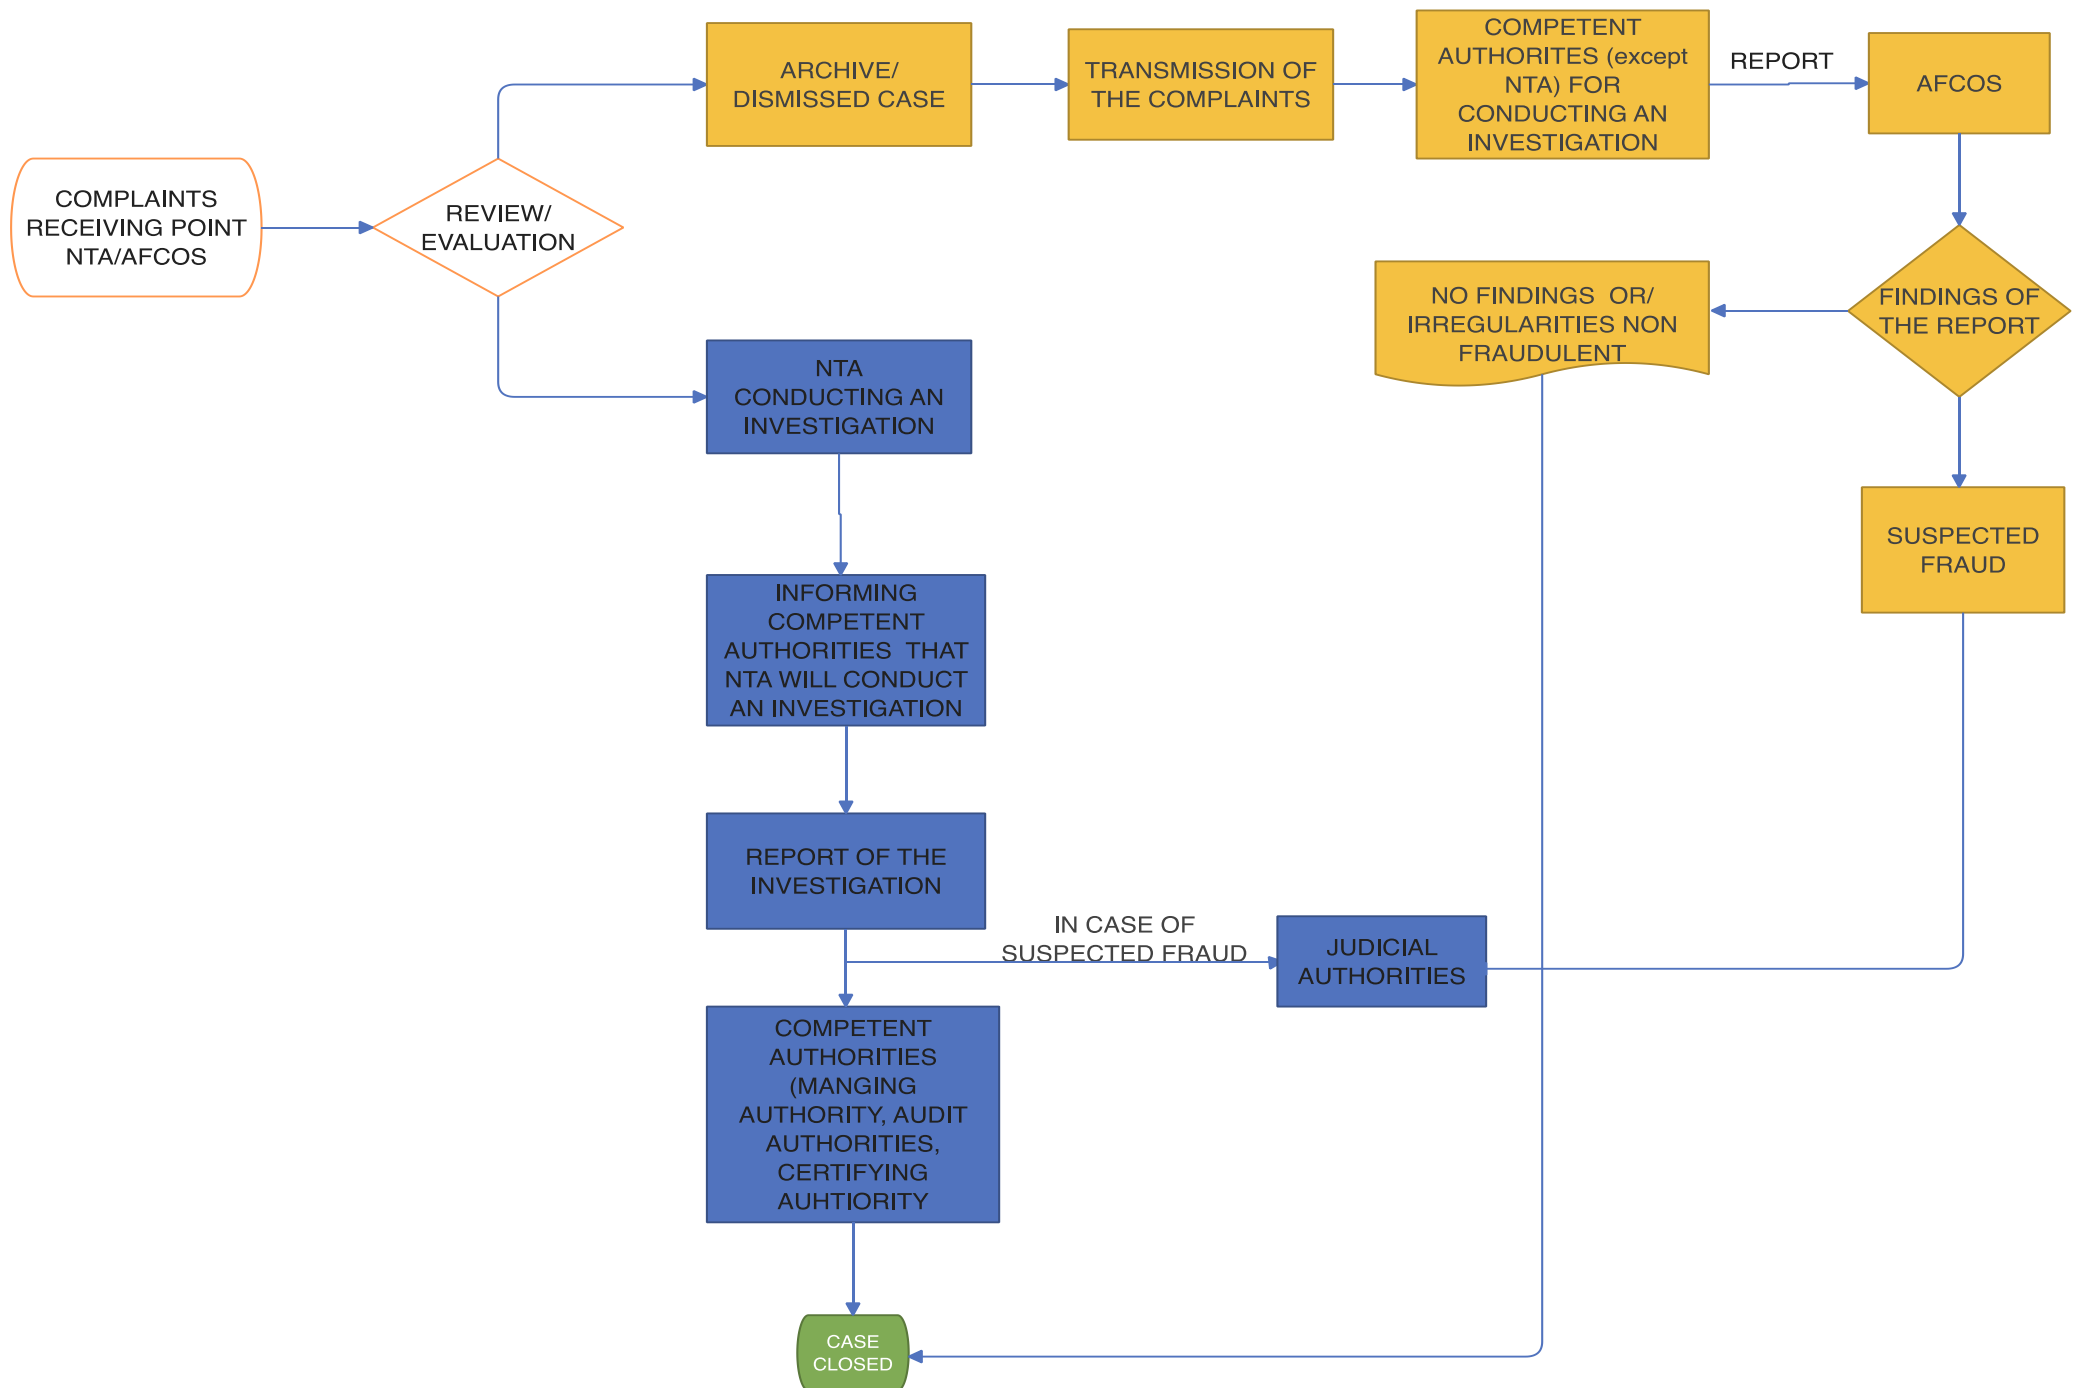 COMPLAINTS
RECEIVING POINT
NTA/AFCOS
REVIEW/
EVALUATION
ARCHIVE/
DISMISSED CASE
TRANSMISSION OF
THE COMPLAINTS
COMPETENT
AUTHORITES (except
NTA) FOR
CONDUCTING AN
INVESTIGATION
REPORT
AFCOS
FINDINGS OF
THE REPORT
NO FINDINGS  OR/
IRREGULARITIES NON
FRAUDULENT
SUSPECTED
FRAUD
NTA
CONDUCTING AN
INVESTIGATION
INFORMING
COMPETENT
AUTHORITIES  THAT
NTA WILL CONDUCT
AN INVESTIGATION
REPORT OF THE
INVESTIGATION
IN CASE OF
SUSPECTED FRAUD
JUDICIAL
AUTHORITIES
COMPETENT
AUTHORITIES
(MANGING
AUTHORITY, AUDIT
AUTHORITIES,
CERTIFYING
AUHTIORITY
CASE
CLOSED